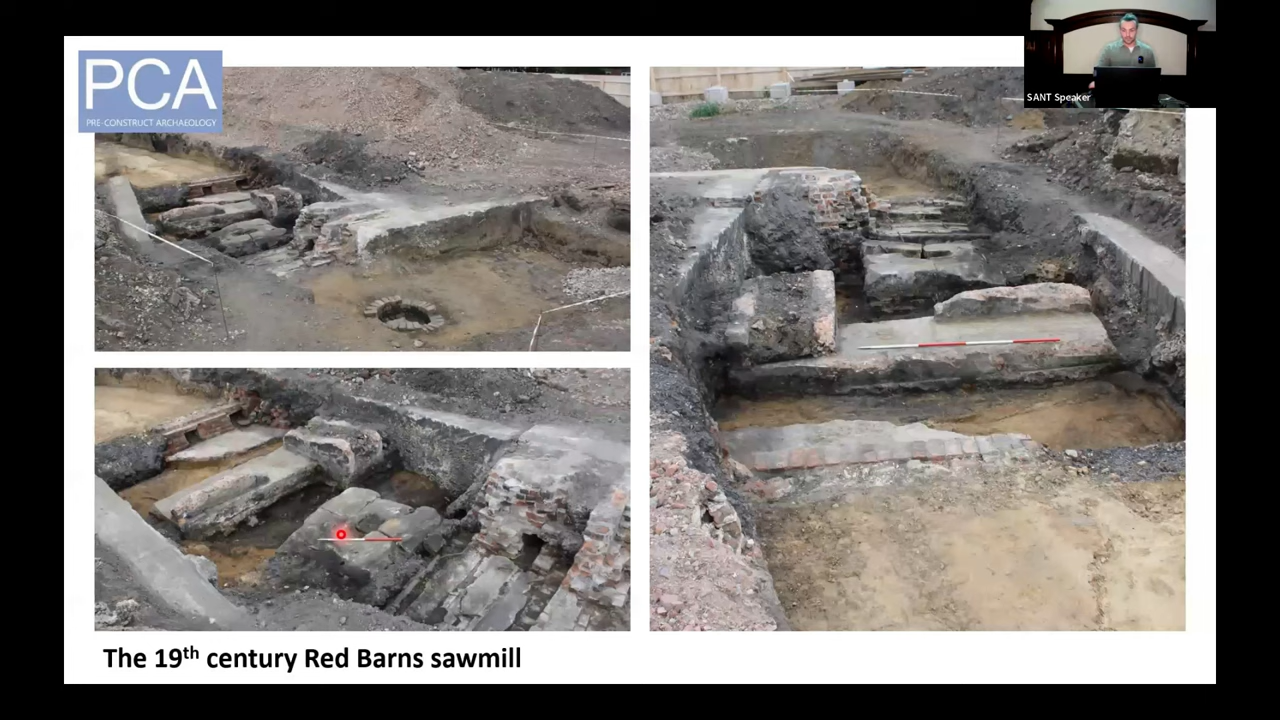 PCA
PRE-CONSTRUCT ARCHAEOLOGY
SANT Speaker
The 19th century Red Barns sawmill